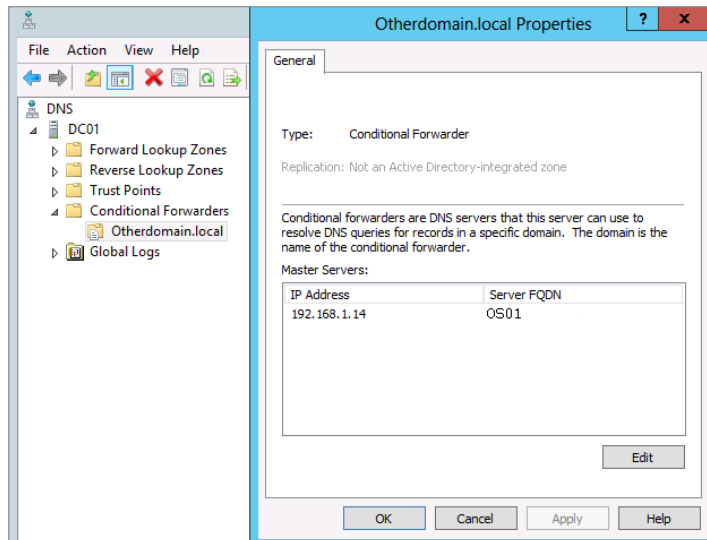 Otherdomain.local Properties
? x
File Action View Help
DNS
DC01
Forward Lookup Zones
Reverse Lookup Zones
Trust Points
Conditional Forwarders
Otherdomain.local
Global Logs
General
Type: Conditional Forwarder
Replication: Not an Active Directory-integrated zone
Conditional forwarders are DNS servers that this server can use to
resolve DNS queries for records in a specific domain. The domain is the
name of the conditional forwarder.
Master Servers:
IP Address Server FQDN
192.168.1.14 OS01
Edit
OK Cancel Apply Help